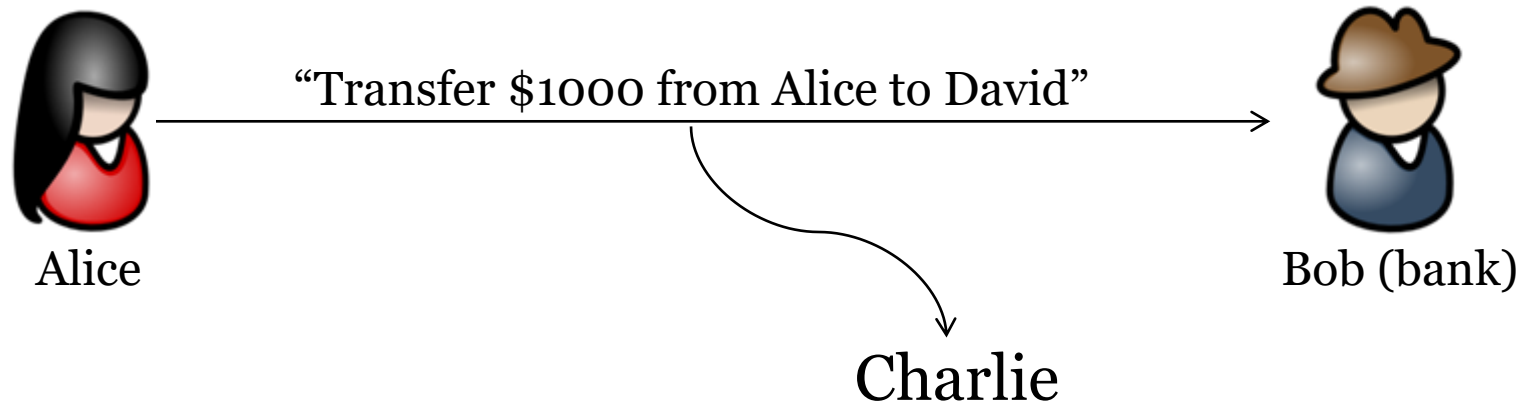 “Transfer $1000 from Alice to David”
Alice
Bob (bank)
Charlie